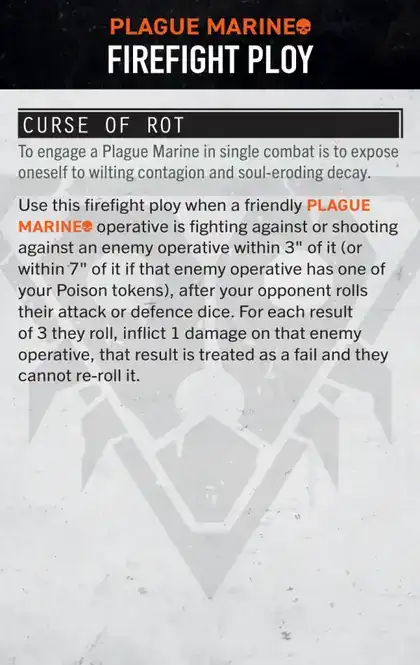 PLAGUE MARINE
FIREFIGHT PLOY
CURSE OF ROT
To engage a Plague Marine in single combat is to expose
oneself to wilting contagion and soul-eroding decay.
Use this firefight ploy when a friendly PLAGUE
MARINE operative is fighting against or shooting
against an enemy operative within 3" of it (or
within 7" of it if that enemy operative has one of
your Poison tokens), after your opponent rolls
their attack or defence dice. For each result
of 3 they roll, inflict 1 damage on that enemy
operative, that result is treated as a fail and they
cannot re-roll it.